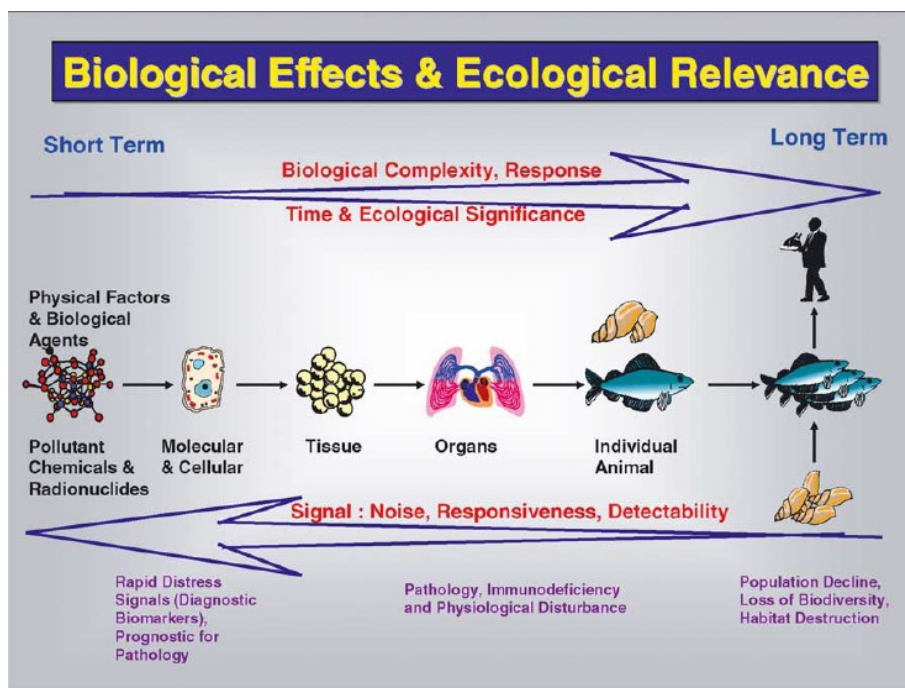 Biological Effects & Ecological Relevance
Short Term
Long Term
Biological Complexity, Response
Time & Ecological Significance
Physical Factors
& Biological
Agents
Pollutant
Chemicals &
Radionuclides
Molecular
& Cellular
Tissue
Organs
Individual
Animal
Signal : Noise, Responsiveness, Detectability
Rapid Distress
Signals (Diagnostic
Biomarkers),
Prognostic for
Pathology
Pathology, Immunodeficiency
and Physiological Disturbance
Population Decline,
Loss of Biodiversity,
Habitat Destruction